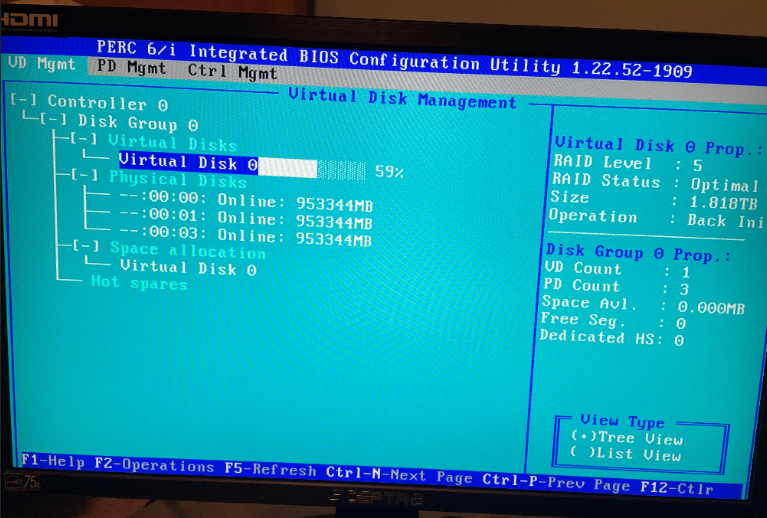 HDMI
PERC 6/i Integrated BIOS Configuration Utility 1.22.52-1909
VD Mgmt PD Mgmt Ctrl Mgmt
Virtual Disk Management
[-] Controller 0
[-] Disk Group 0
[-] Virtual Disks
Virtual Disk 0 59%
[-] Physical Disks
--:00:00: Online: 953344MB
--:00:01: Online: 953344MB
--:00:03: Online: 953344MB
[-] Space allocation
Virtual Disk 0
Hot spares
Virtual Disk 0 Prop.:
RAID Level : 5
RAID Status : Optimal
Size : 1.818TB
Operation : Back Ini
Disk Group 0 Prop.:
VD Count : 1
PD Count : 3
Space Avl. : 0.000MB
Free Seg. : 0
Dedicated HS: 0
View Type
(•)Tree View
( )List View
F1-Help F2-Operations F5-Refresh Ctrl-N-Next Page Ctrl-P-Prev Page F12-Ctlr
75
SCEPTRE